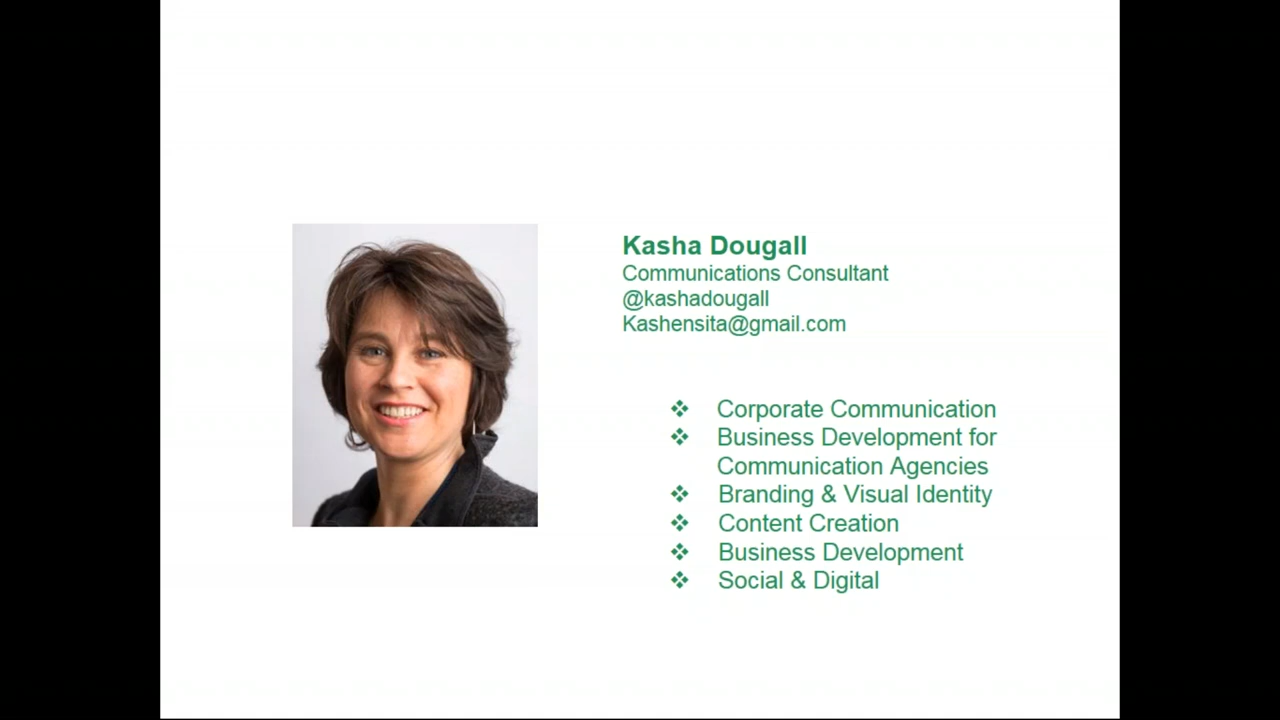 Kasha Dougall
Communications Consultant
@kashadougall
Kashensita@gmail.com
❖ Corporate Communication
❖ Business Development for
Communication Agencies
❖ Branding & Visual Identity
❖ Content Creation
❖ Business Development
❖ Social & Digital